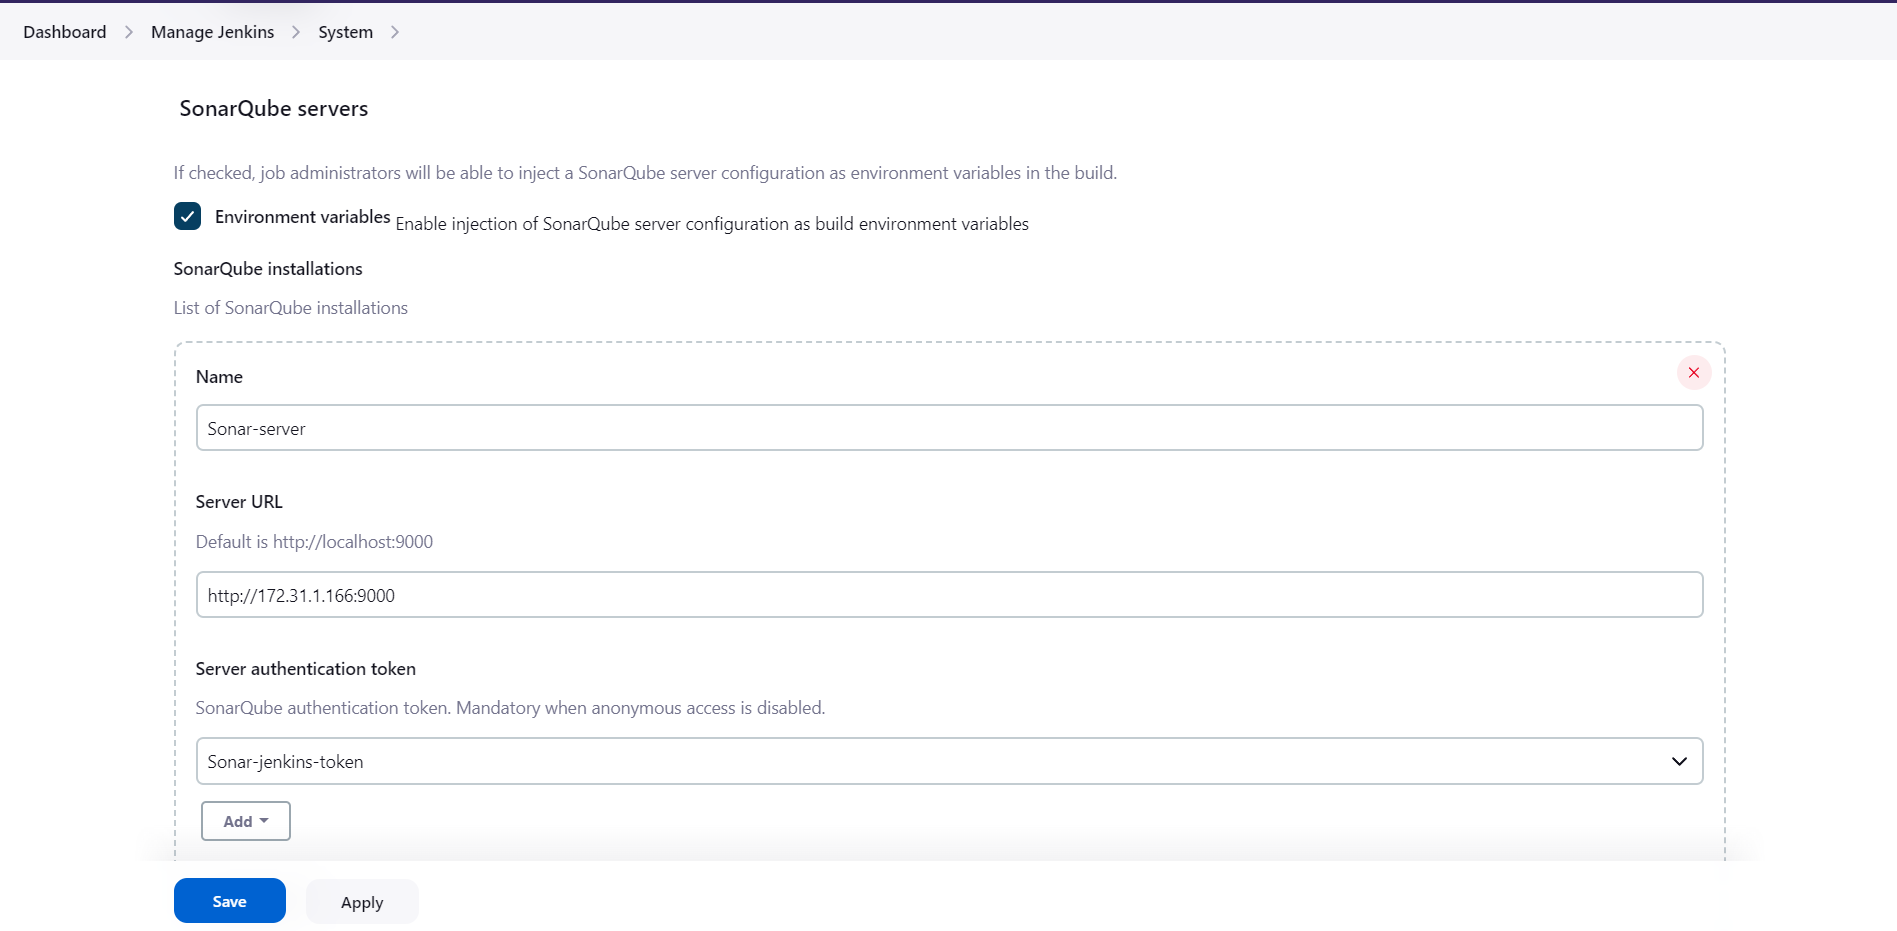 Dashboard > Manage Jenkins > System >
SonarQube servers
If checked, job administrators will be able to inject a SonarQube server configuration as environment variables in the build.
Environment variables Enable injection of SonarQube server configuration as build environment variables
SonarQube installations
List of SonarQube installations
Name
Sonar-server
Server URL
Default is http://localhost:9000
http://172.31.1.166:9000
Server authentication token
SonarQube authentication token. Mandatory when anonymous access is disabled.
Sonar-jenkins-token
Add
Save Apply